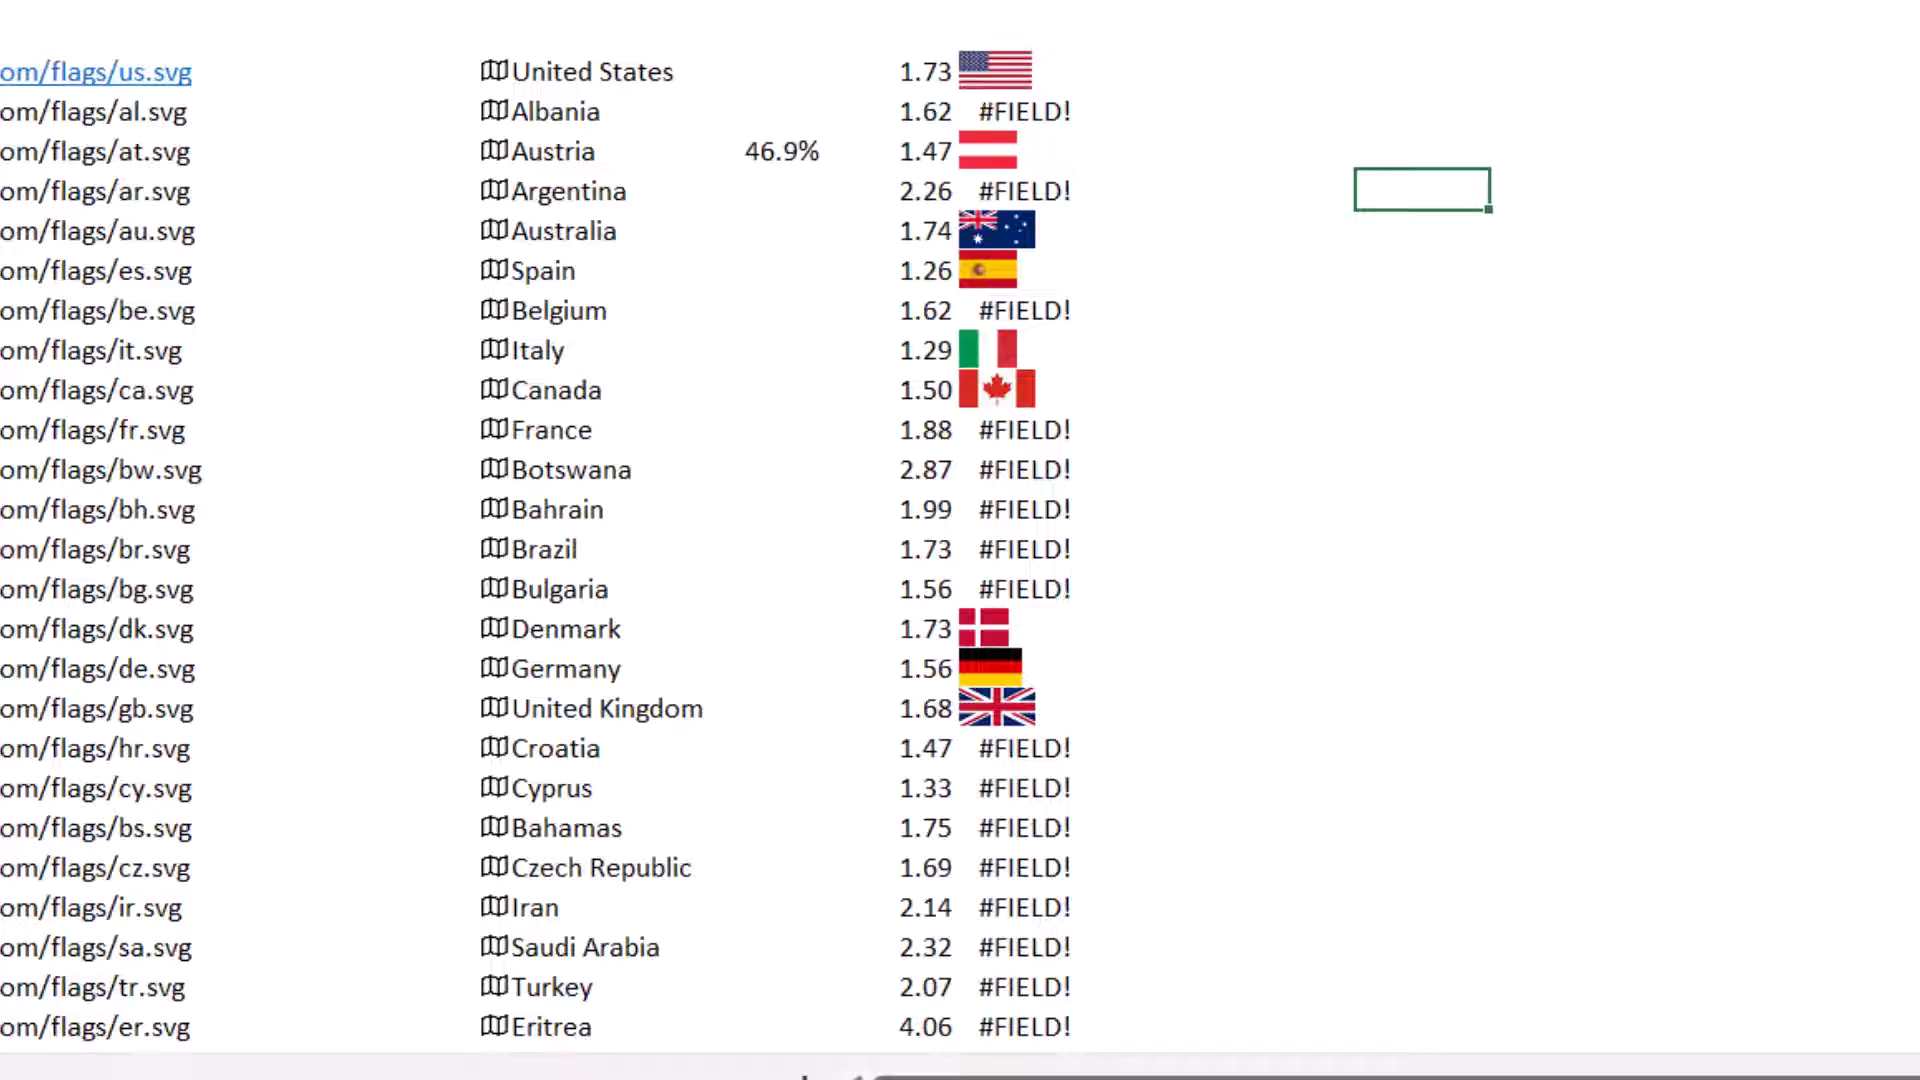 om/flags/us.svg United States 1.73
om/flags/al.svg Albania 1.62 #FIELD!
om/flags/at.svg Austria 46.9% 1.47
om/flags/ar.svg Argentina 2.26 #FIELD!
om/flags/au.svg Australia 1.74
om/flags/es.svg Spain 1.26
om/flags/be.svg Belgium 1.62 #FIELD!
om/flags/it.svg Italy 1.29
om/flags/ca.svg Canada 1.50
om/flags/fr.svg France 1.88 #FIELD!
om/flags/bw.svg Botswana 2.87 #FIELD!
om/flags/bh.svg Bahrain 1.99 #FIELD!
om/flags/br.svg Brazil 1.73 #FIELD!
om/flags/bg.svg Bulgaria 1.56 #FIELD!
om/flags/dk.svg Denmark 1.73
om/flags/de.svg Germany 1.56
om/flags/gb.svg United Kingdom 1.68
om/flags/hr.svg Croatia 1.47 #FIELD!
om/flags/cy.svg Cyprus 1.33 #FIELD!
om/flags/bs.svg Bahamas 1.75 #FIELD!
om/flags/cz.svg Czech Republic 1.69 #FIELD!
om/flags/ir.svg Iran 2.14 #FIELD!
om/flags/sa.svg Saudi Arabia 2.32 #FIELD!
om/flags/tr.svg Turkey 2.07 #FIELD!
om/flags/er.svg Eritrea 4.06 #FIELD!